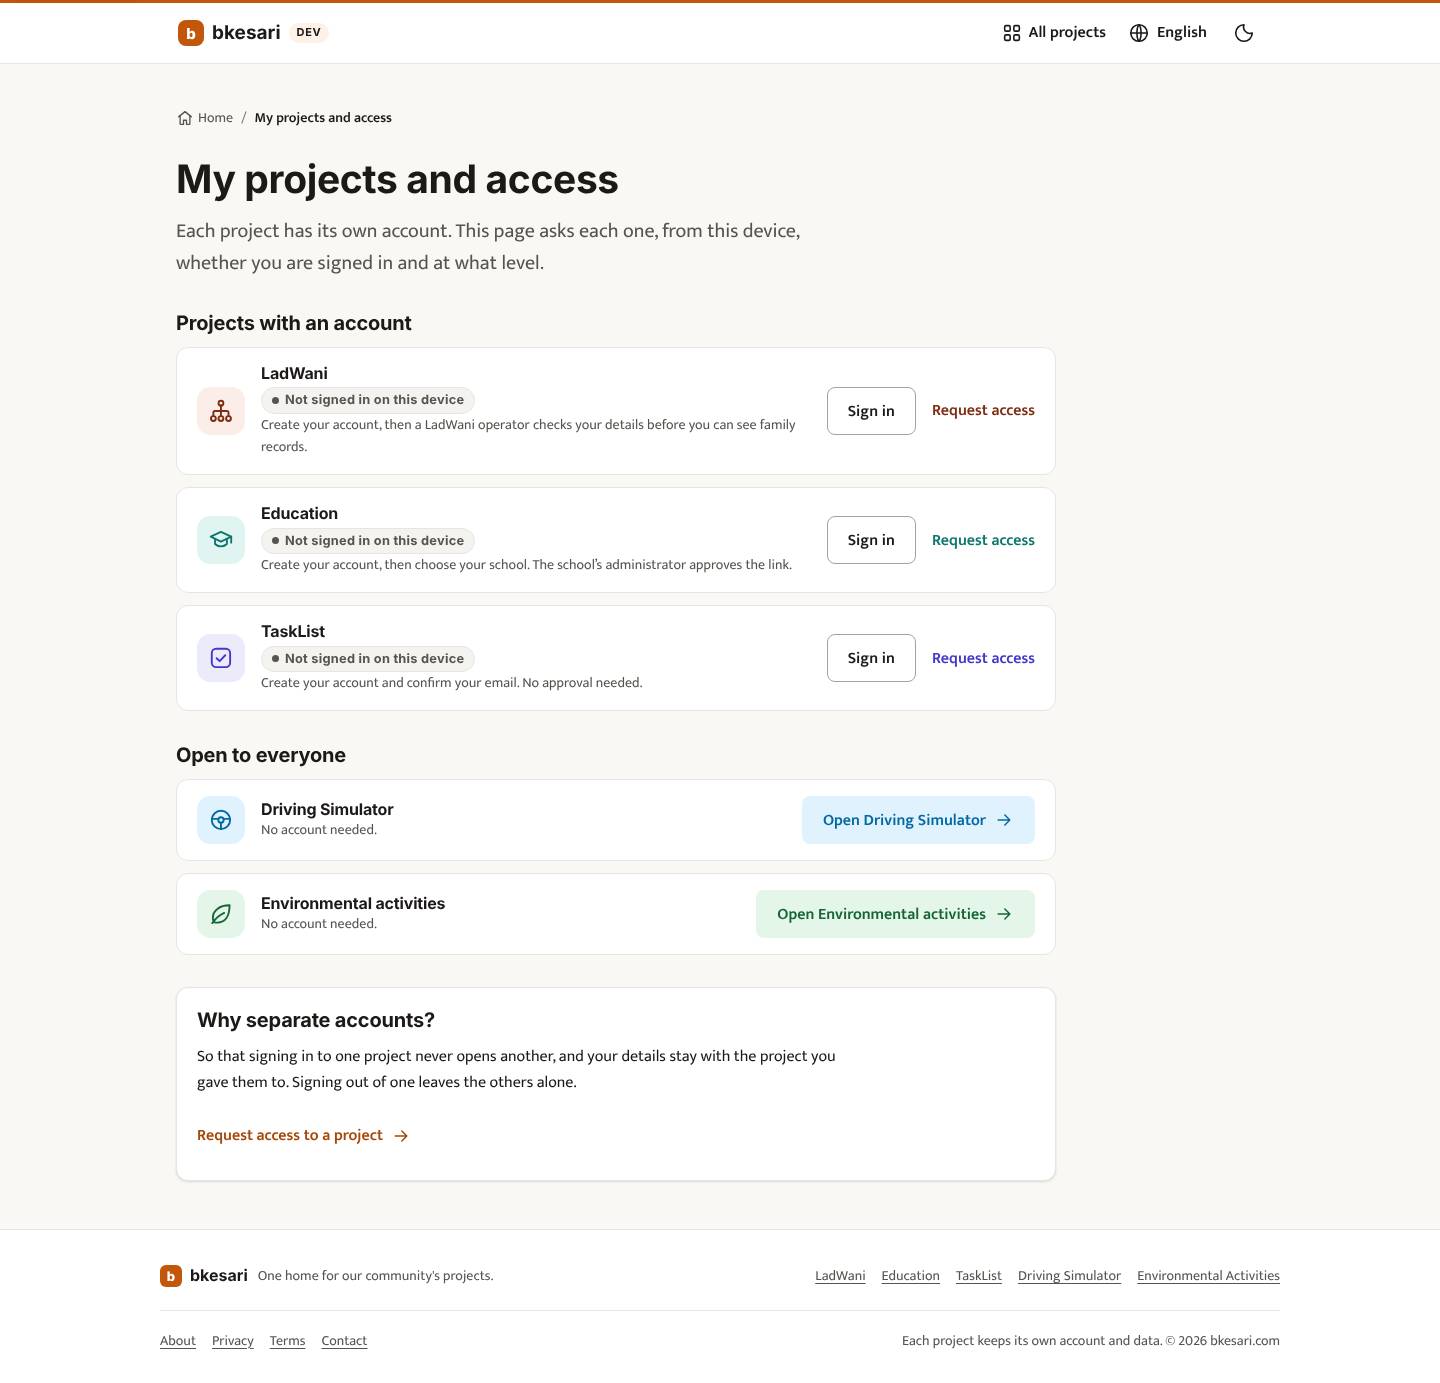 b bkesari DEV
All projects English
Home / My projects and access
My projects and access
Each project has its own account. This page asks each one, from this device,
whether you are signed in and at what level.
Projects with an account
LadWani
Not signed in on this device
Create your account, then a LadWani operator checks your details before you can see family
records.
Sign in Request access
Education
Not signed in on this device
Create your account, then choose your school. The school’s administrator approves the link.
Sign in Request access
TaskList
Not signed in on this device
Create your account and confirm your email. No approval needed.
Sign in Request access
Open to everyone
Driving Simulator
No account needed.
Open Driving Simulator →
Environmental activities
No account needed.
Open Environmental activities →
Why separate accounts?
So that signing in to one project never opens another, and your details stay with the project you
gave them to. Signing out of one leaves the others alone.
Request access to a project →
b bkesari One home for our community's projects.
LadWani Education TaskList Driving Simulator Environmental Activities
About Privacy Terms Contact
Each project keeps its own account and data. © 2026 bkesari.com